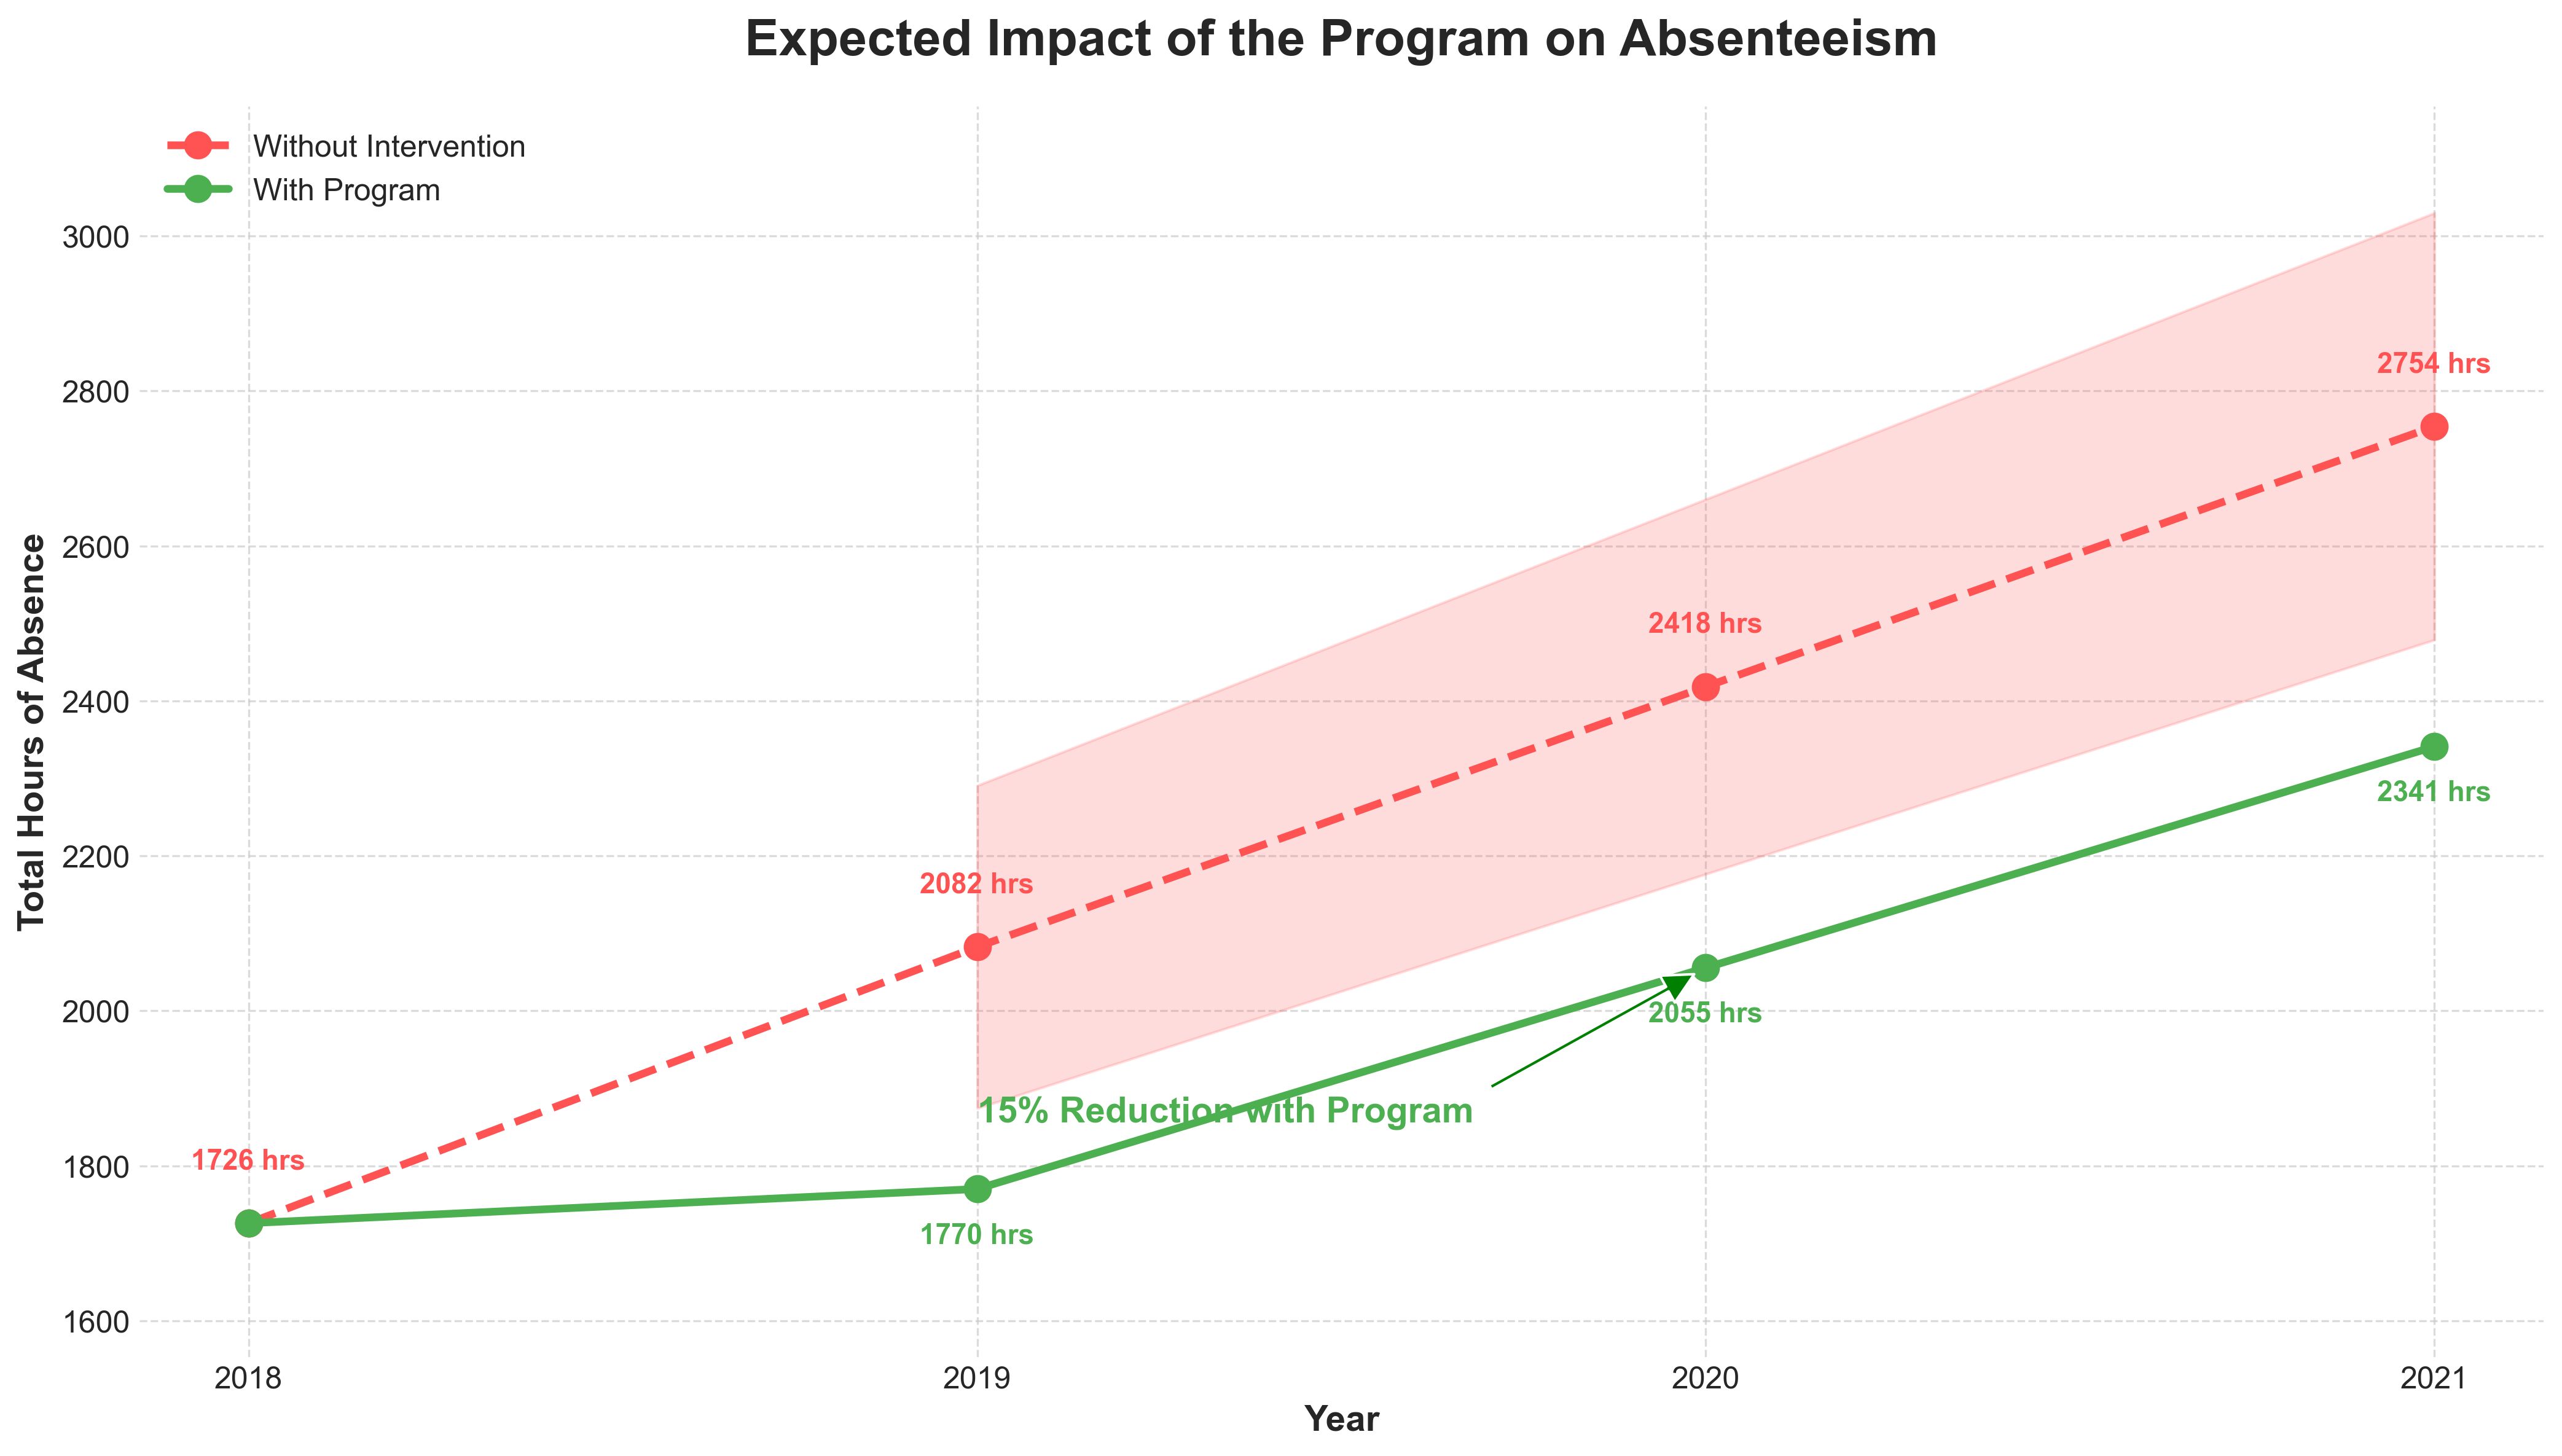 Expected Impact of the Program on Absenteeism
Without Intervention
With Program
3000
2800
2600
2400
2200
2000
1800
1600
Total Hours of Absence
2754 hrs
2418 hrs
2341 hrs
2082 hrs
2055 hrs
15% Reduction with Program
1726 hrs
1770 hrs
2018
2019
2020
2021
Year